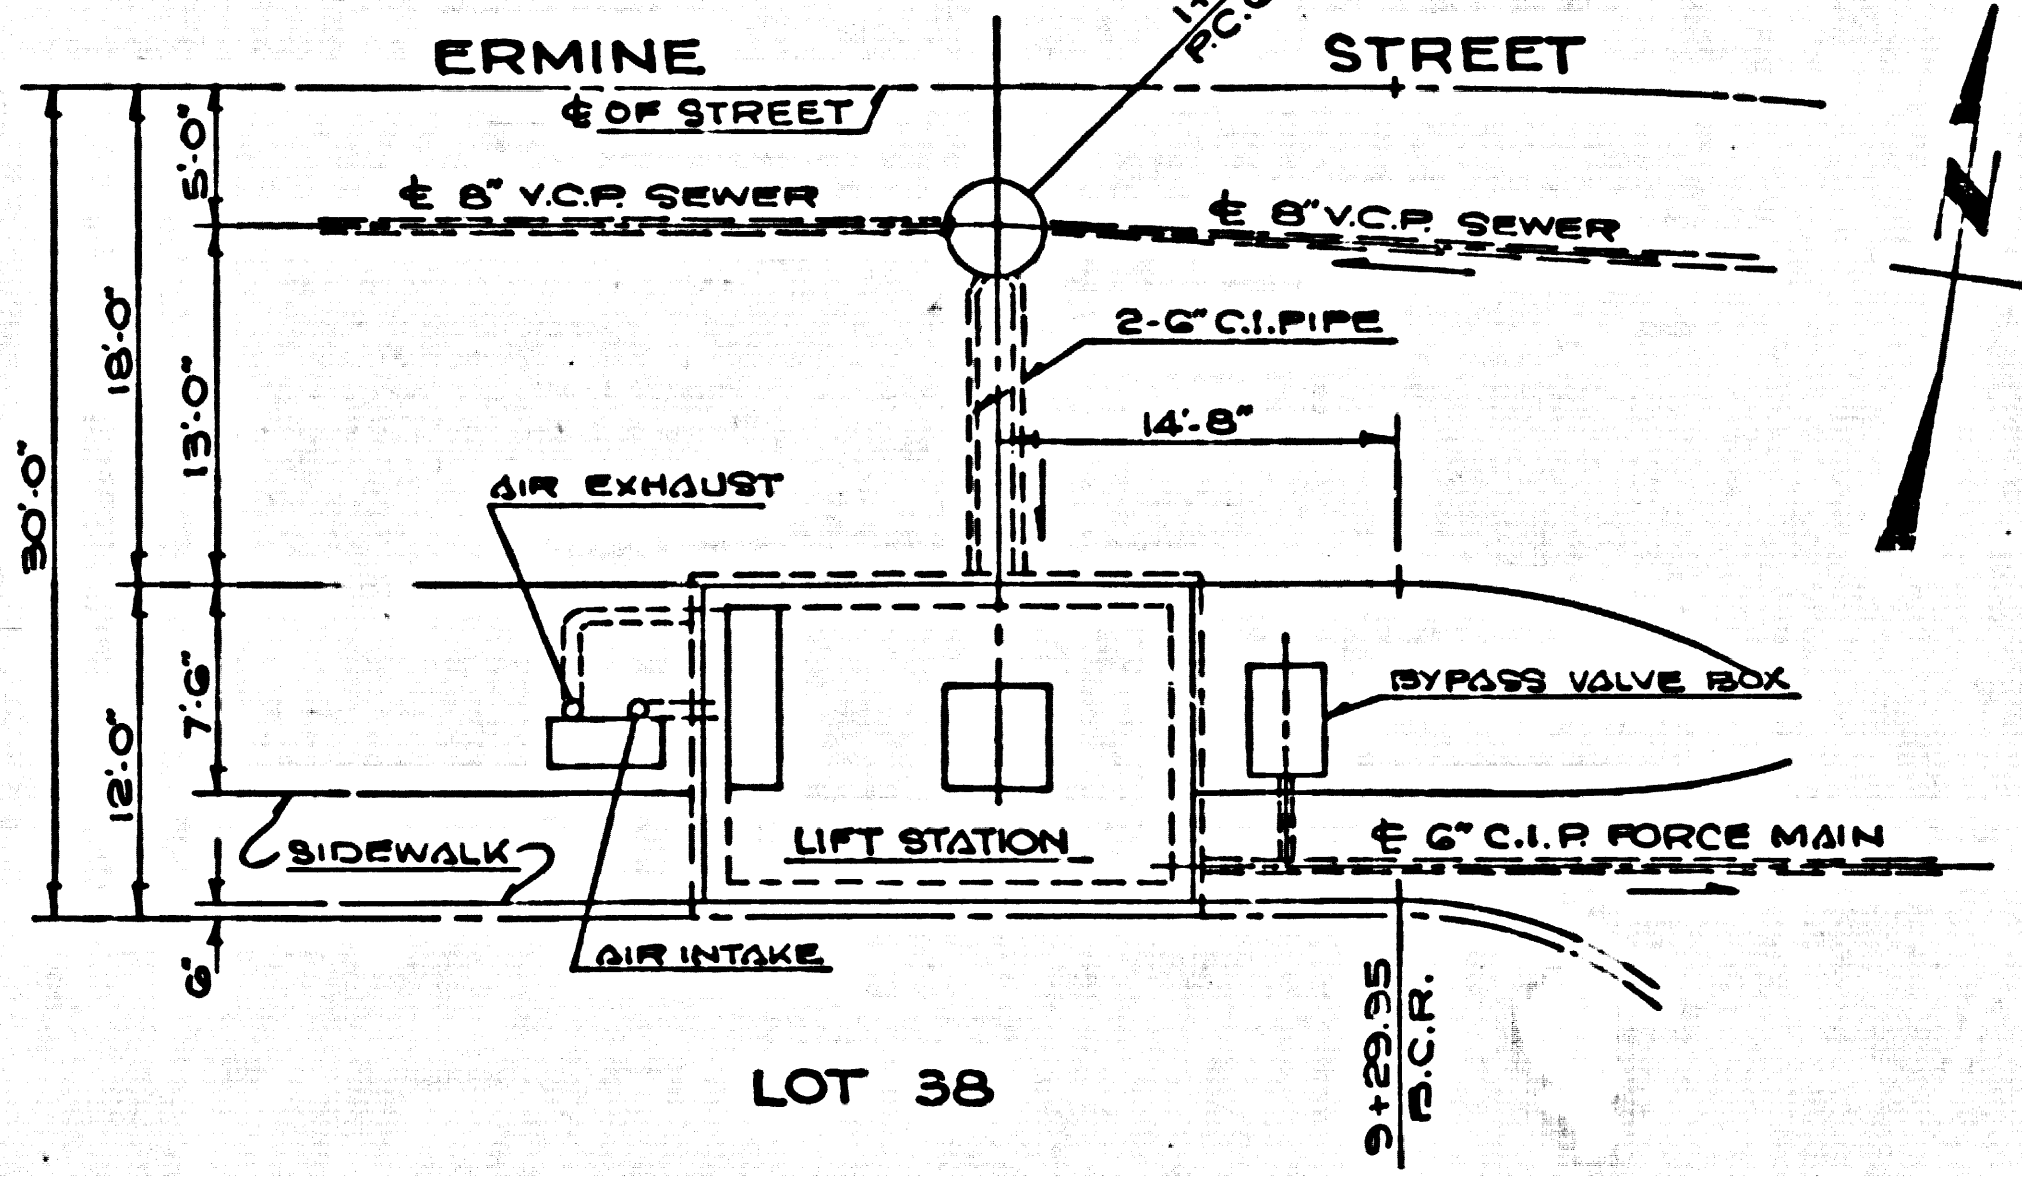 ERMINE STREET
℄ OF STREET
℄ 8" V.C.P. SEWER
℄ 8" V.C.P. SEWER
2-6" C.I. PIPE
14'-8"
5'-0"
18'-0"
13'-0"
30'-0"
AIR EXHAUST
7'-6"
12'-0"
BYPASS VALVE BOX
SIDEWALK
LIFT STATION
℄ 6" C.I.P. FORCE MAIN
AIR INTAKE
6"
9+29.35
B.C.R.
LOT 38
N